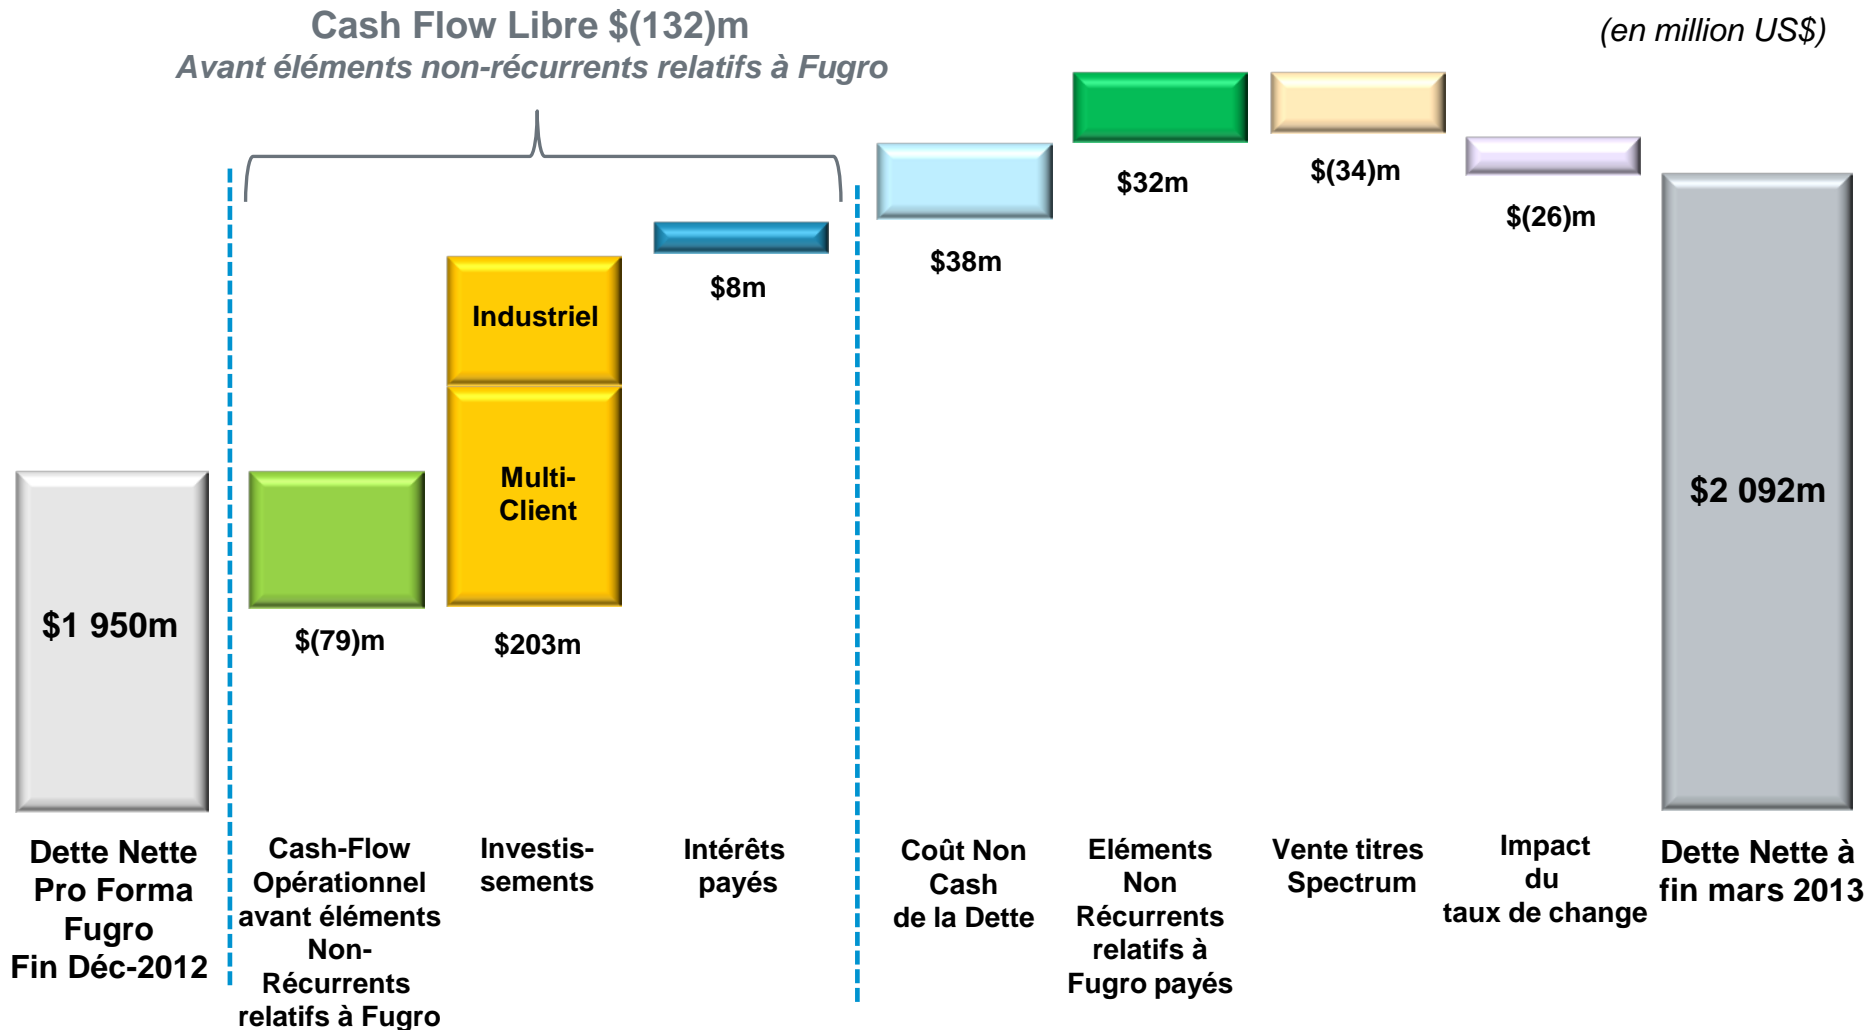 Cash Flow Libre $(132)m
Avant éléments non-récurrents relatifs à Fugro
(en million US$)
$1 950m
$(79)m
Industriel
Multi-
Client
$203m
$8m
$38m
$32m
$(34)m
$(26)m
$2 092m
Dette Nette
Pro Forma
Fugro
Fin Déc-2012
Cash-Flow
Opérationnel
avant éléments
Non-
Récurrents
relatifs à Fugro
Investis-
sements
Intérêts
payés
Coût Non
Cash
de la Dette
Eléments
Non
Récurrents
relatifs à
Fugro payés
Vente titres
Spectrum
Impact
du
taux de change
Dette Nette à
fin mars 2013